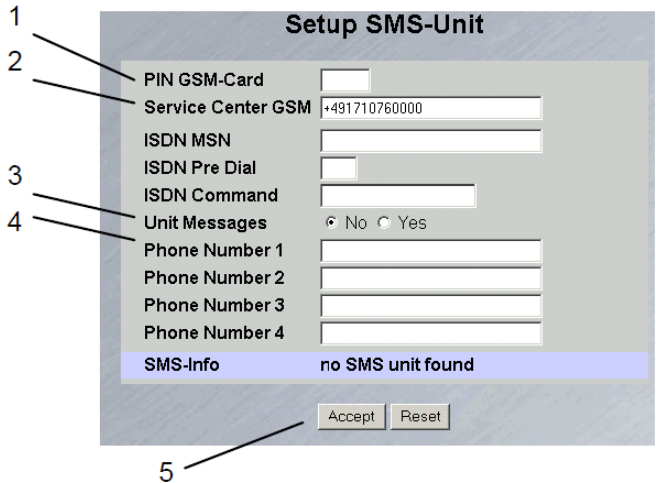 1
Setup SMS-Unit
2
PIN GSM-Card
Service Center GSM +491710760000
ISDN MSN
ISDN Pre Dial
3
ISDN Command
4
Unit Messages No Yes
Phone Number 1
Phone Number 2
Phone Number 3
Phone Number 4
SMS-Info no SMS unit found
Accept Reset
5